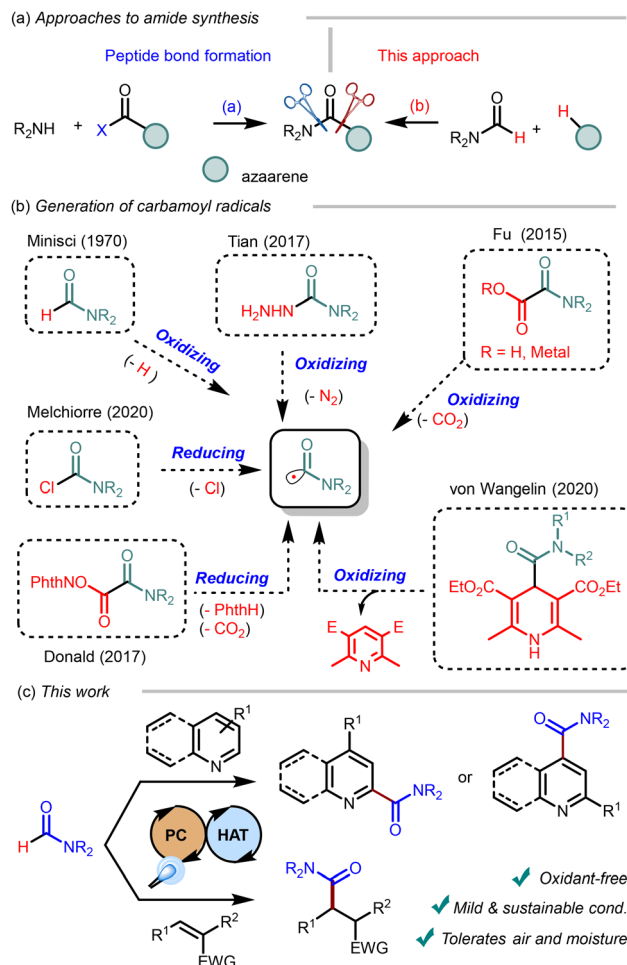 (a) Approaches to amide synthesis
Peptide bond formation
This approach
R2NH
+
X
O
(a)
O
R2N
(b)
O
R2N
H
+
H
azaarene
(b) Generation of carbamoyl radicals
Minisci (1970)
Tian (2017)
Fu (2015)
O
H
NR2
O
H2NHN
NR2
O
RO
NR2
O
R = H, Metal
Oxidizing
(- H)
Oxidizing
(- N2)
Oxidizing
(- CO2)
Melchiorre (2020)
O
Cl
NR2
Reducing
(- Cl)
O
NR2
von Wangelin (2020)
R1
O
N
R2
EtO2C
CO2Et
N
H
O
PhthNO
NR2
O
Reducing
(- PhthH)
(- CO2)
Oxidizing
E
E
N
Donald (2017)
(c) This work
R1
N
R1
N
NR2
O
or
O
NR2
N
R1
O
H
NR2
PC
HAT
R1
R2
EWG
O
R2N
R1
R2
EWG
Oxidant-free
Mild & sustainable cond.
Tolerates air and moisture